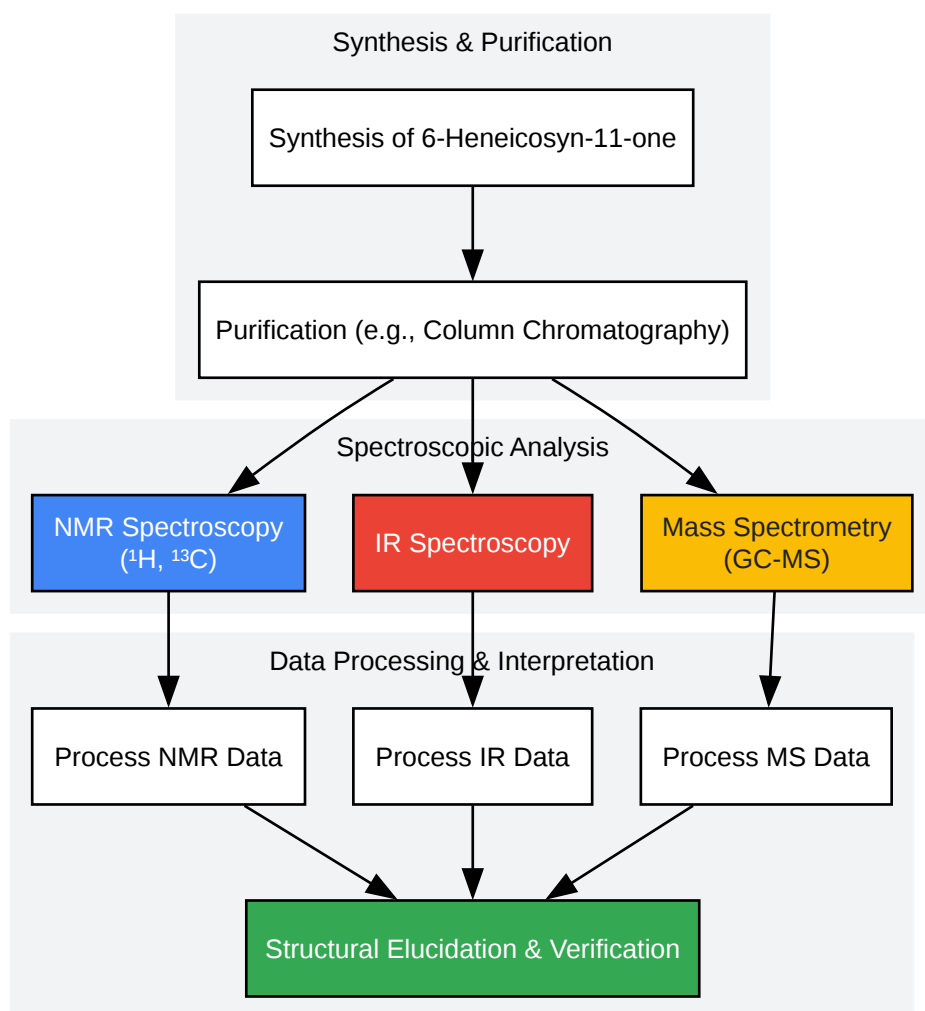 Synthesis & Purification
Synthesis of 6-Heneicosyn-11-one
Purification (e.g., Column Chromatography)
Spectroscopic Analysis
NMR Spectroscopy
(¹H, ¹³C)
IR Spectroscopy
Mass Spectrometry
(GC-MS)
Data Processing & Interpretation
Process NMR Data
Process IR Data
Process MS Data
Structural Elucidation & Verification